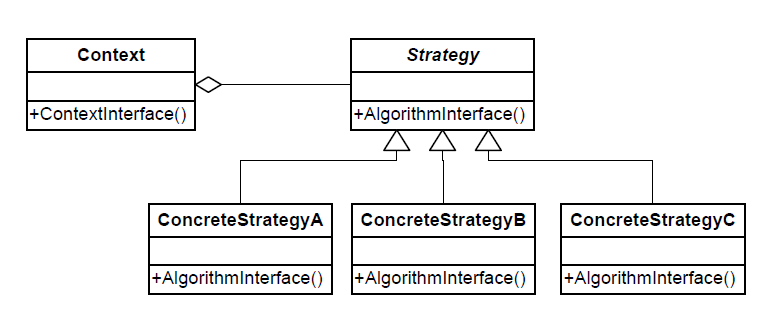 Context
Strategy
+ContextInterface()
+AlgorithmInterface()
ConcreteStrategyA
ConcreteStrategyB
ConcreteStrategyC
+AlgorithmInterface()
+AlgorithmInterface()
+AlgorithmInterface()